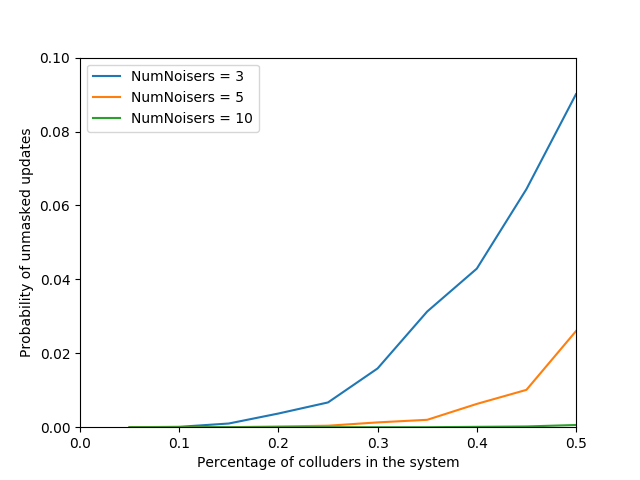 0.10
0.08
0.06
0.04
0.02
0.00
Probability of unmasked updates
NumNoisers = 3
NumNoisers = 5
NumNoisers = 10
0.0 0.1 0.2 0.3 0.4 0.5
Percentage of colluders in the system